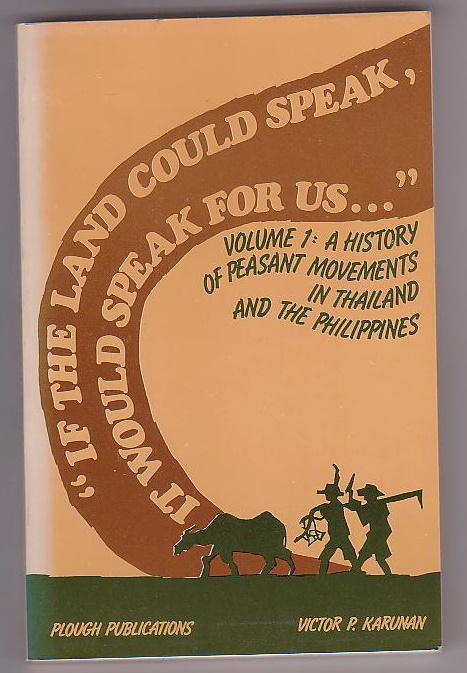 "IF THE LAND COULD SPEAK,
IT WOULD SPEAK FOR US..."
VOLUME 1: A HISTORY
OF PEASANT MOVEMENTS
IN THAILAND
AND THE PHILIPPINES
PLOUGH PUBLICATIONS
VICTOR P. KARUNAN